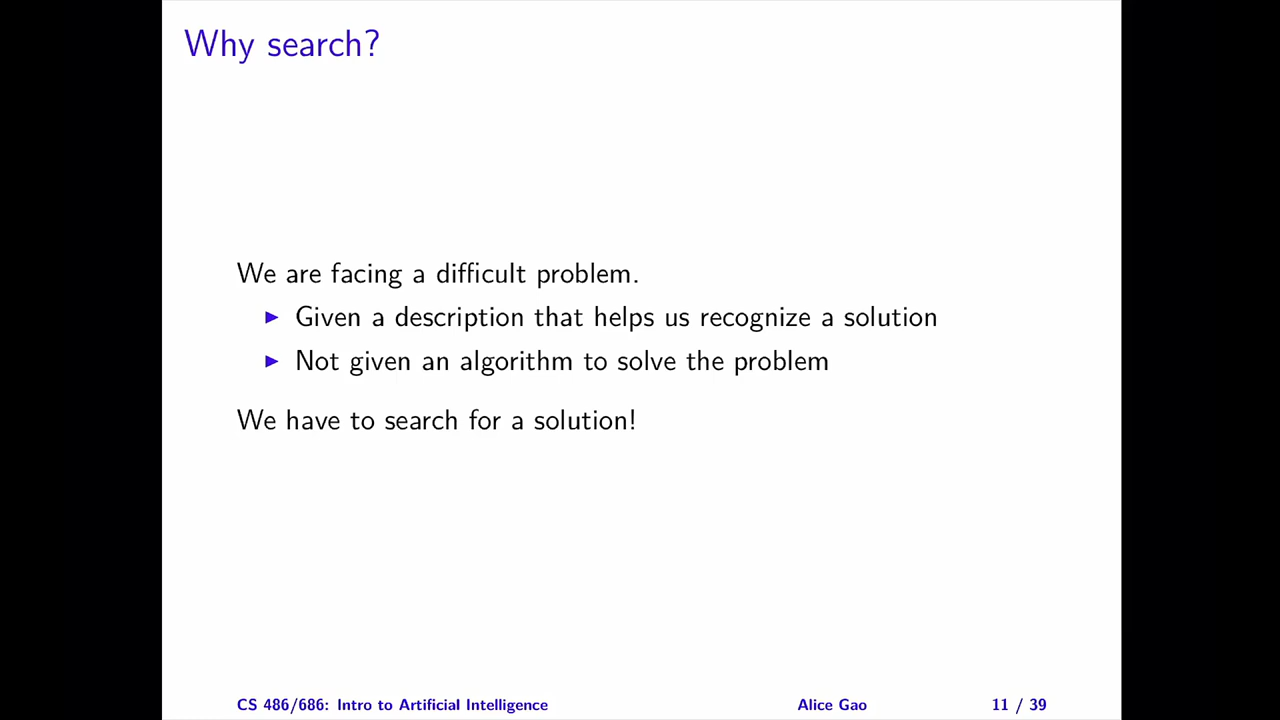 Why search?
We are facing a difficult problem.
▶ Given a description that helps us recognize a solution
▶ Not given an algorithm to solve the problem
We have to search for a solution!
CS 486/686: Intro to Artificial Intelligence Alice Gao 11 / 39